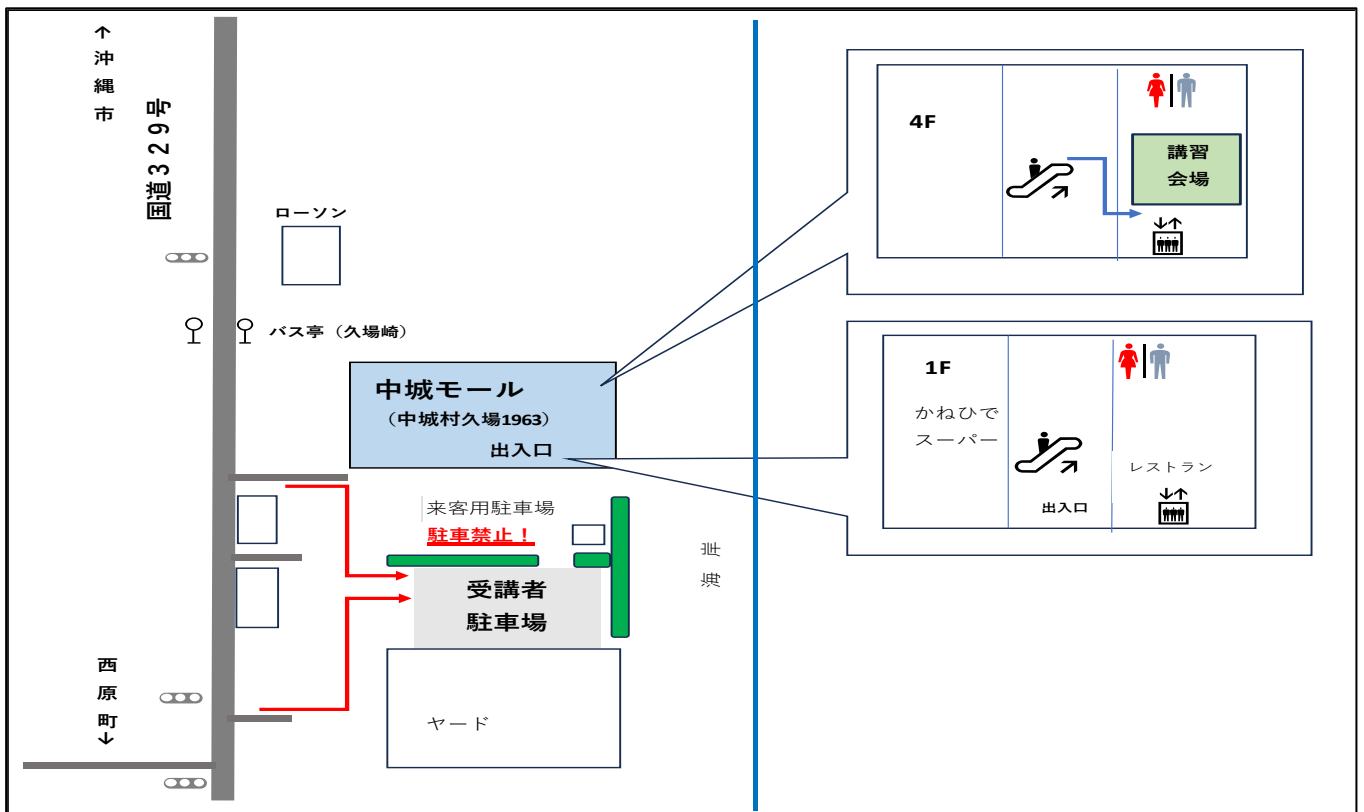 ↑沖縄市
国道３２９号
ローソン
バス亭（久場崎）
中城モール
（中城村久場1963）
出入口
来客用駐車場
駐車禁止！
受講者
駐車場
ヤード
西原町↓
海岸
4F
講習
会場
1F
かねひで
スーパー
レストラン
出入口